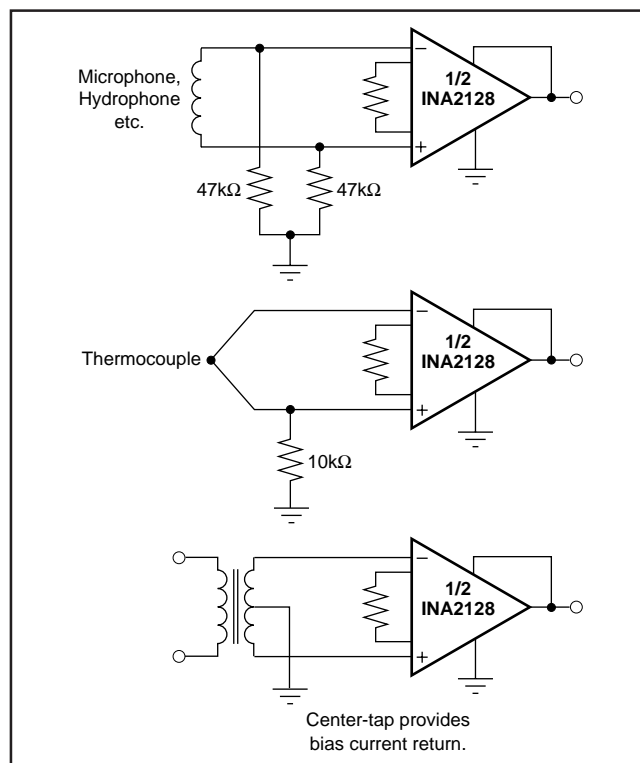 Microphone,
Hydrophone
etc.
−
1/2
INA2128
+
47kΩ
47kΩ
Thermocouple
−
1/2
INA2128
+
10kΩ
−
1/2
INA2128
+
Center-tap provides
bias current return.